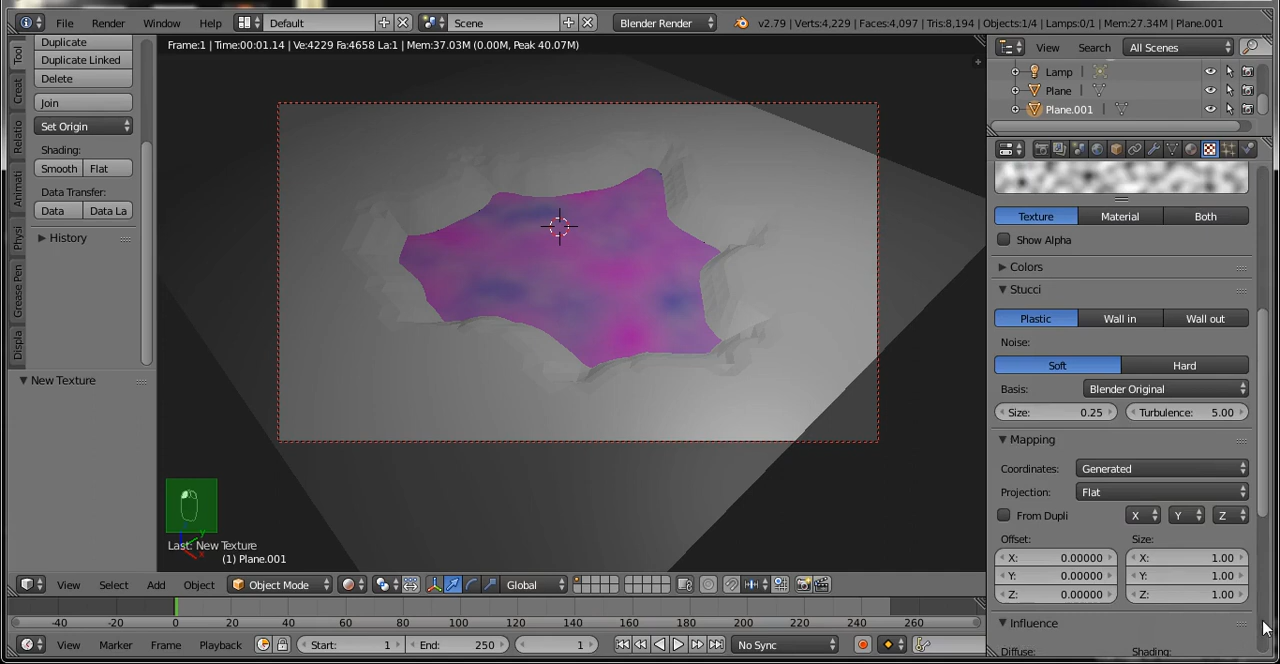 File Render Window Help Default Scene Blender Render v2.79 | Verts:4,229 | Faces:4,097 | Tris:8,194 | Objects:1/4 | Lamps:0/1 | Mem:27.34M | Plane.001
Frame:1 | Time:00:01.14 | Ve:4229 Fa:4658 La:1 | Mem:37.03M (0.00M, Peak 40.07M)
Tool
Creat
Relatio
Animati
Physi
Grease Pen
Displa
Duplicate
Duplicate Linked
Delete
Join
Set Origin
Shading:
Smooth Flat
Data Transfer:
Data Data La
History
New Texture
Last: New Texture
(1) Plane.001
View Select Add Object Object Mode Global
-40 -20 0 20 40 60 80 100 120 140 160 180 200 220 240 260
View Marker Frame Playback Start: 1 End: 250 1 No Sync
View Search All Scenes
Lamp
Plane
Plane.001
Texture Material Both
Show Alpha
Colors
Stucci
Plastic Wall in Wall out
Noise:
Soft Hard
Basis: Blender Original
Size: 0.25 Turbulence: 5.00
Mapping
Coordinates: Generated
Projection: Flat
From Dupli X Y Z
Offset: Size:
X: 0.00000 X: 1.00
Y: 0.00000 Y: 1.00
Z: 0.00000 Z: 1.00
Influence
Diffuse: Shading: